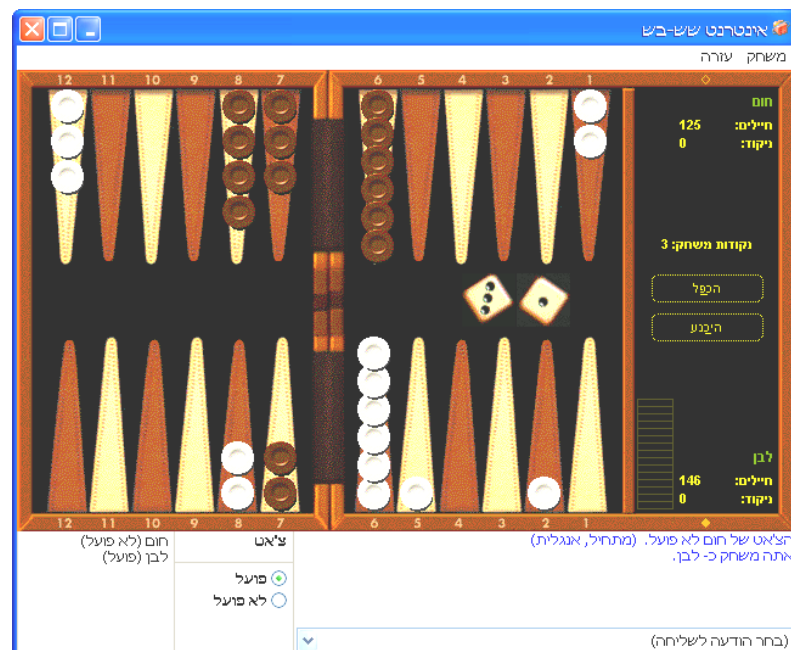 אינטרנט שש-בש
משחק עזרה
12 11 10 9 8 7 6 5 4 3 2 1
חום
חיילים: 125
ניקוד: 0
נקודות משחק: 3
הכפל
היכנע
לבן
חיילים: 146
ניקוד: 0
12 11 10 9 8 7 6 5 4 3 2 1
הצ'אט של חום לא פועל. (מתחיל, אנגלית)
אתה משחק כ- לבן.
צ'אט
פועל
לא פועל
חום (לא פועל)
לבן (פועל)
(בחר הודעה לשליחה)